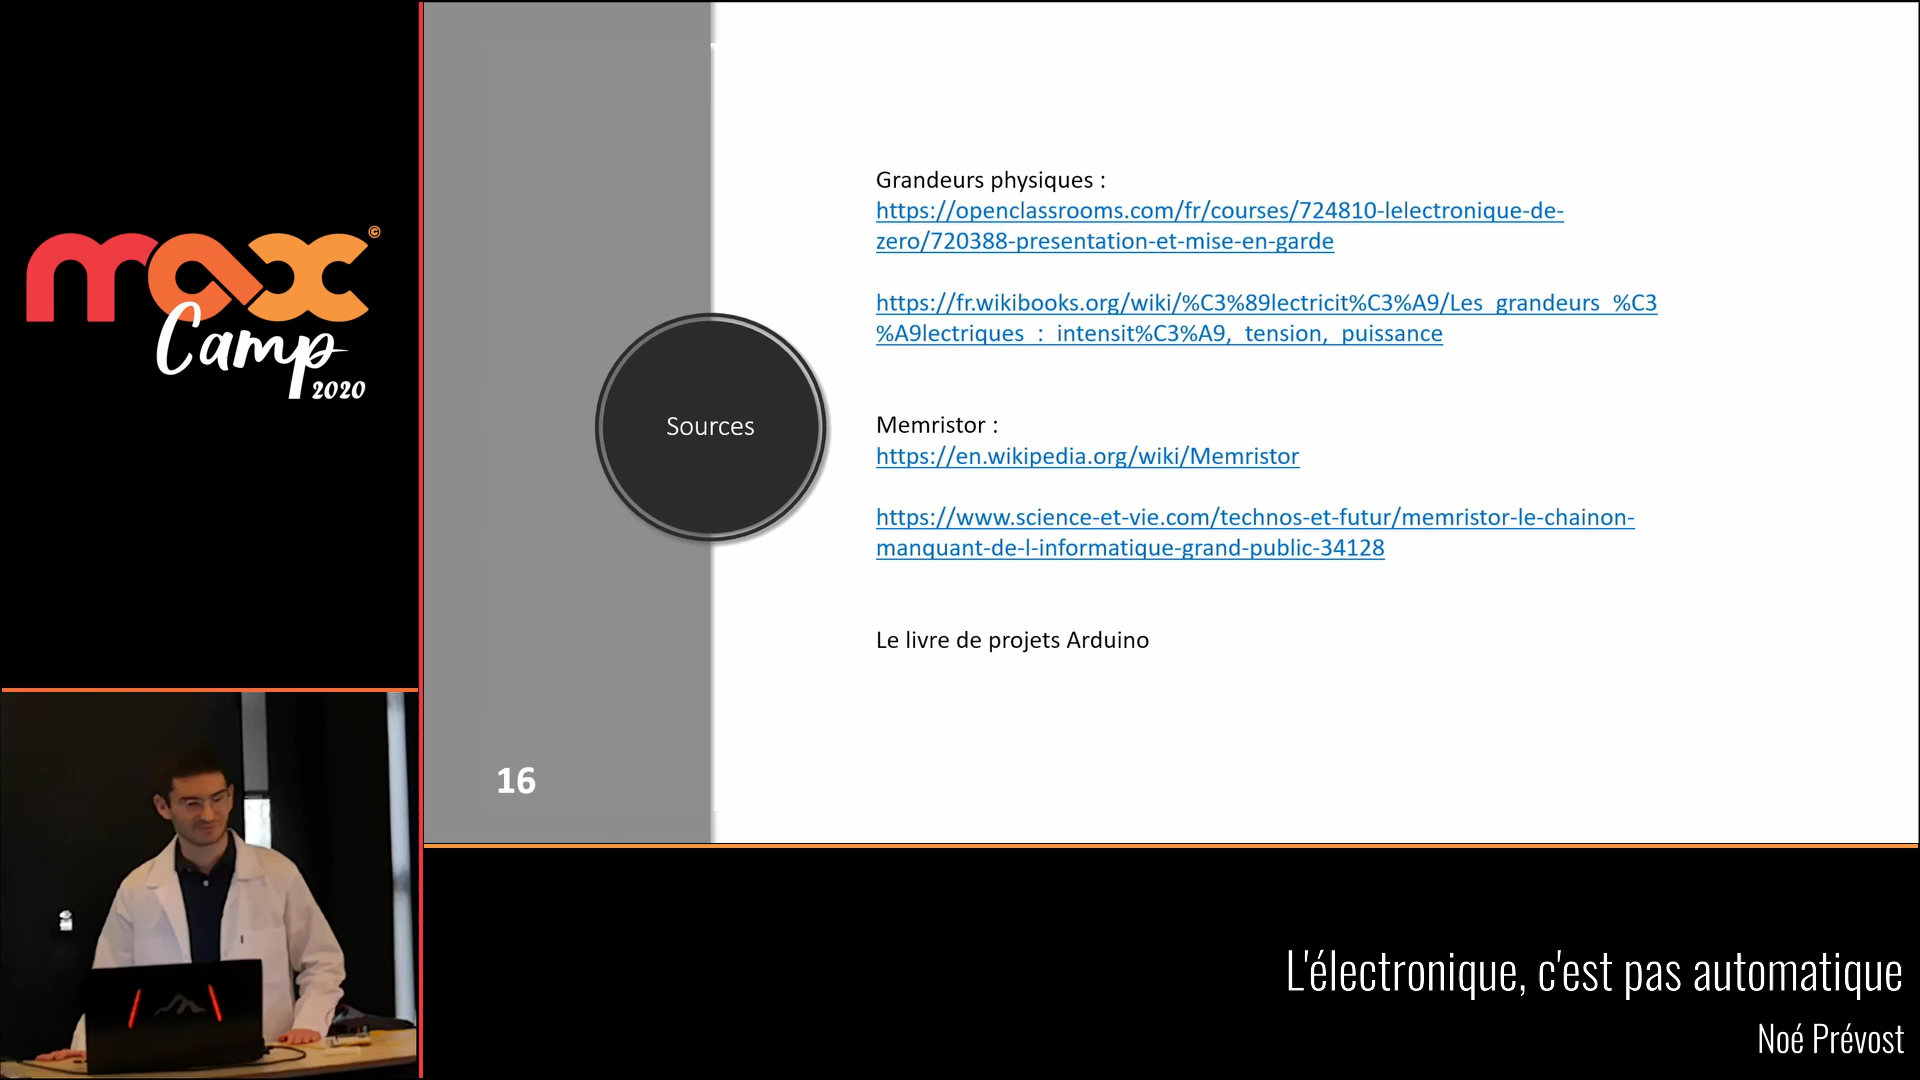 max
©
Camp
2020
Grandeurs physiques :
https://openclassrooms.com/fr/courses/724810-lelectronique-de-
zero/720388-presentation-et-mise-en-garde
https://fr.wikibooks.org/wiki/%C3%89lectricit%C3%A9/Les_grandeurs_%C3
%A9lectriques_:_intensit%C3%A9,_tension,_puissance
Sources
Memristor :
https://en.wikipedia.org/wiki/Memristor
https://www.science-et-vie.com/technos-et-futur/memristor-le-chainon-
manquant-de-l-informatique-grand-public-34128
Le livre de projets Arduino
16
L'électronique, c'est pas automatique
Noé Prévost